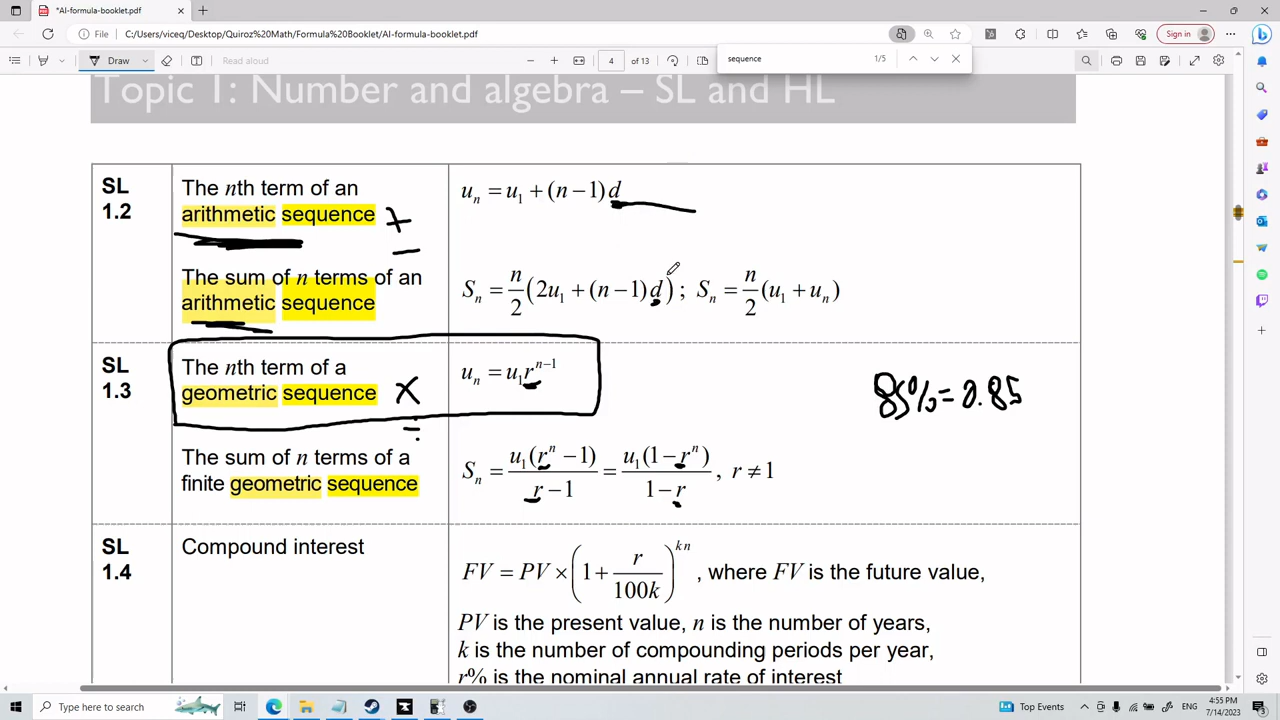 *AI-formula-booklet.pdf
File C:/Users/viceq/Quiroz%20Math/Formula%20Booklet/AI-formula-booklet.pdf
Sign in
sequence 1/5
Draw Read aloud 4 of 13
Topic 1: Number and algebra – SL and HL
SL 1.2
The nth term of an
arithmetic sequence +
−
uₙ = u₁ + (n − 1)d
The sum of n terms of an
arithmetic sequence
Sₙ = n/2 (2u₁ + (n − 1)d); Sₙ = n/2 (u₁ + uₙ)
SL 1.3
The nth term of a
geometric sequence ×
÷
uₙ = u₁rⁿ⁻¹
85% = 0.85
The sum of n terms of a
finite geometric sequence
Sₙ = u₁(rⁿ − 1)/(r − 1) = u₁(1 − rⁿ)/(1 − r), r ≠ 1
SL 1.4
Compound interest
FV = PV × (1 + r/100k)ᵏⁿ, where FV is the future value,
PV is the present value, n is the number of years,
k is the number of compounding periods per year,
r% is the nominal annual rate of interest
Type here to search
Top Events
4:55 PM
7/14/2023